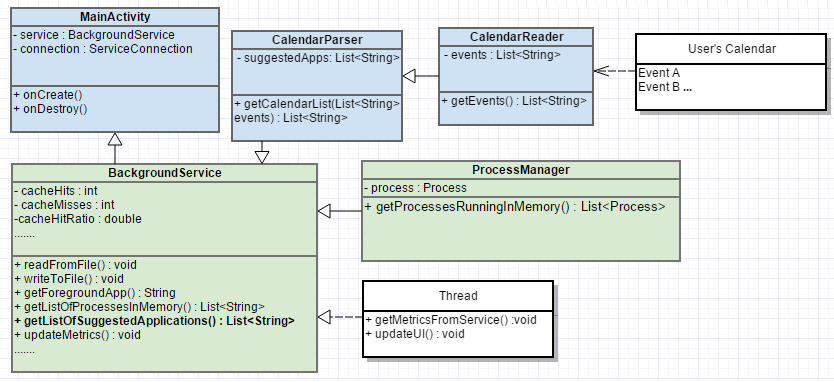 MainActivity
- service : BackgroundService
- connection : ServiceConnection
+ onCreate()
+ onDestroy()
CalendarParser
- suggestedApps: List<String>
+ getCalendarList(List<String>
events) : List<String>
CalendarReader
- events : List<String>
+ getEvents() : List<String>
User's Calendar
Event A
Event B ...
BackgroundService
- cacheHits : int
- cacheMisses : int
-cacheHitRatio : double
.......
+ readFromFile() : void
+ writeToFile() : void
+ getForegroundApp() : String
+ getListOfProcessesInMemory() : List<String>
+ getListOfSuggestedApplications() : List<String>
+ updateMetrics() : void
.......
ProcessManager
- process : Process
+ getProcessesRunningInMemory() : List<Process>
Thread
+ getMetricsFromService() :void
+ updateUI() : void